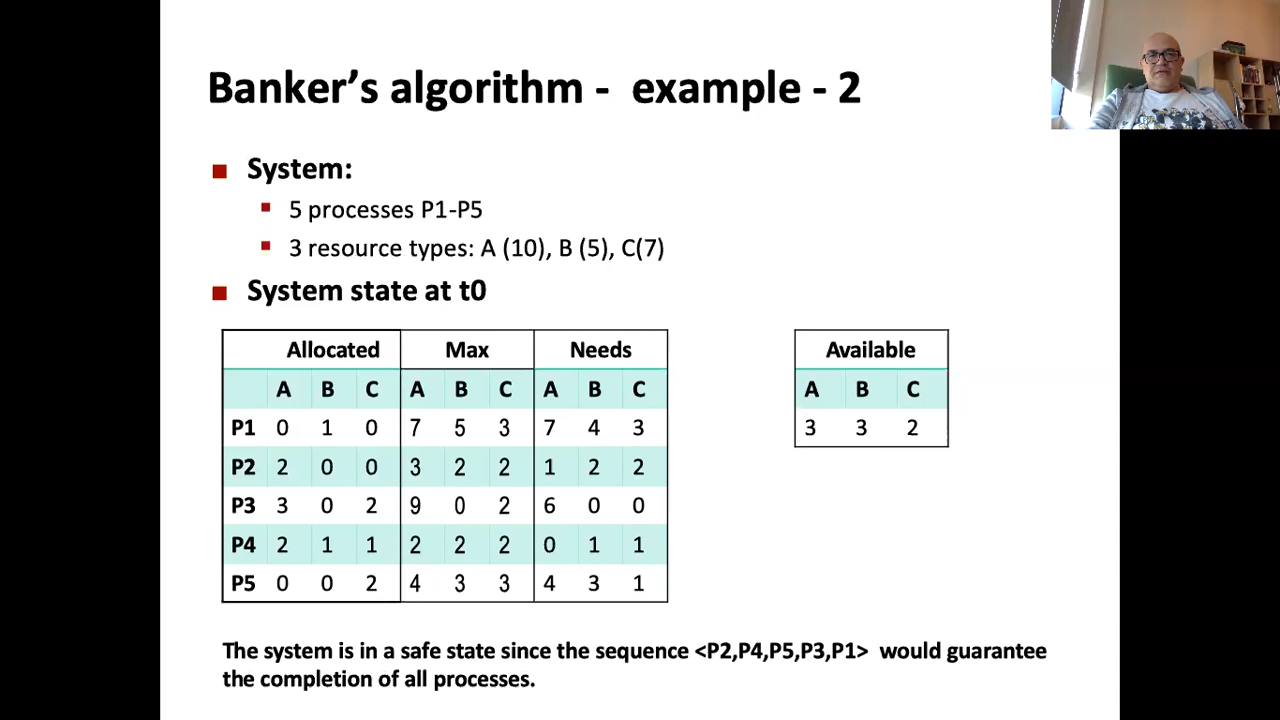 Banker's algorithm -  example - 2
System:
5 processes P1-P5
3 resource types: A (10), B (5), C(7)
System state at t0
Allocated Max Needs
A B C A B C A B C
P1 0 1 0 7 5 3 7 4 3
P2 2 0 0 3 2 2 1 2 2
P3 3 0 2 9 0 2 6 0 0
P4 2 1 1 2 2 2 0 1 1
P5 0 0 2 4 3 3 4 3 1
Available
A B C
3 3 2
The system is in a safe state since the sequence <P2,P4,P5,P3,P1>  would guarantee
the completion of all processes.